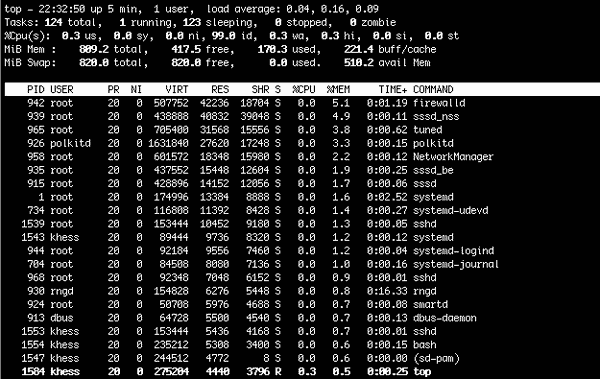 top - 22:32:50 up 5 min,  1 user,  load average: 0.04, 0.16, 0.09
Tasks: 124 total,   1 running, 123 sleeping,   0 stopped,   0 zombie
%Cpu(s):  0.3 us,  0.0 sy,  0.0 ni, 99.0 id,  0.3 wa,  0.3 hi,  0.0 si,  0.0 st
MiB Mem :    809.2 total,    417.5 free,    170.3 used,    221.4 buff/cache
MiB Swap:    820.0 total,    820.0 free,      0.0 used.    510.2 avail Mem
PID USER      PR  NI    VIRT    RES    SHR S  %CPU  %MEM     TIME+ COMMAND
942 root      20   0  507752  42236  18704 S   0.0   5.1   0:01.19 firewalld
939 root      20   0  438888  40832  39048 S   0.0   4.9   0:00.11 sssd_nss
965 root      20   0  705400  31568  15556 S   0.0   3.8   0:00.62 tuned
926 polkitd   20   0 1631840  27620  17248 S   0.0   3.3   0:00.15 polkitd
958 root      20   0  601572  18348  15980 S   0.0   2.2   0:00.12 NetworkManager
935 root      20   0  437552  15448  12604 S   0.0   1.9   0:00.25 sssd_be
915 root      20   0  428896  14152  12056 S   0.0   1.7   0:00.06 sssd
1 root      20   0  174996  13384   8888 S   0.0   1.6   0:02.52 systemd
734 root      20   0  116808  11392   8428 S   0.0   1.4   0:00.27 systemd-udevd
1539 root      20   0  153444  10452   9180 S   0.0   1.3   0:00.05 sshd
1543 khess     20   0   89444   9736   8320 S   0.0   1.2   0:00.12 systemd
944 root      20   0   92184   9556   7460 S   0.0   1.2   0:00.04 systemd-logind
704 root      20   0   84508   8080   7136 S   0.0   1.0   0:00.16 systemd-journal
968 root      20   0   92348   7048   6152 S   0.0   0.9   0:00.01 sshd
930 rngd      20   0  154828   6276   5448 S   0.0   0.8   0:16.33 rngd
924 root      20   0   50708   5976   4688 S   0.0   0.7   0:00.08 smartd
913 dbus      20   0   64728   5500   4540 S   0.0   0.7   0:00.13 dbus-daemon
1553 khess     20   0  153444   5436   4168 S   0.0   0.7   0:00.01 sshd
1554 khess     20   0  235212   5308   3400 S   0.0   0.6   0:00.15 bash
1547 khess     20   0  244512   4772      8 S   0.0   0.6   0:00.00 (sd-pam)
1584 khess     20   0  275204   4440   3796 R   0.3   0.5   0:00.25 top